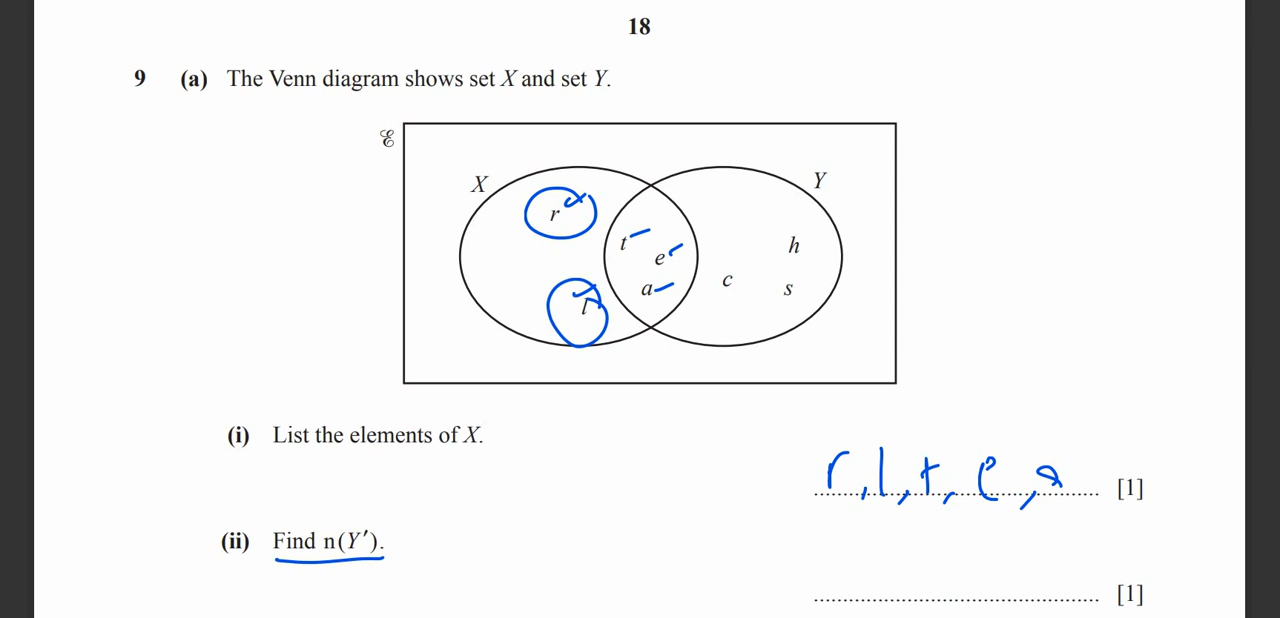 18
9 (a) The Venn diagram shows set X and set Y.
ℰ
X
Y
r
t
h
e
a
c
s
l
(i) List the elements of X.
r, l, t, e, a [1]
(ii) Find n(Y′).
[1]